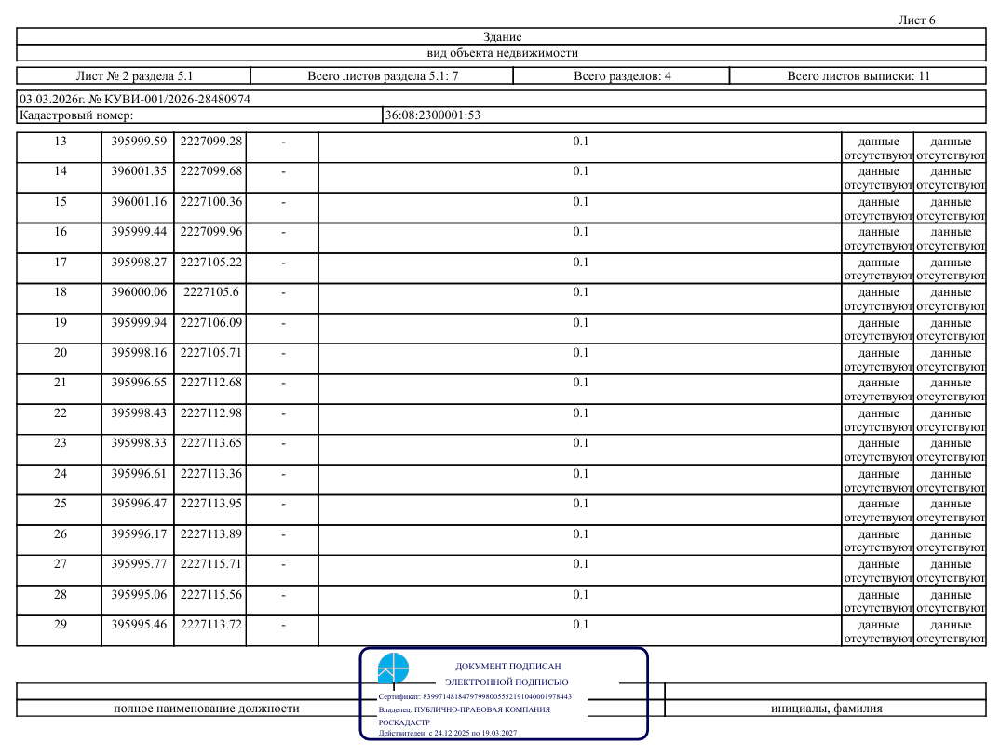 Лист 6
Здание
вид объекта недвижимости
Лист № 2 раздела 5.1 Всего листов раздела 5.1: 7 Всего разделов: 4 Всего листов выписки: 11
03.03.2026г. № КУВИ-001/2026-28480974
Кадастровый номер: 36:08:2300001:53
13 395999.59 2227099.28 - 0.1 данные данные
отсутствуют отсутствуют
14 396001.35 2227099.68 - 0.1 данные данные
отсутствуют отсутствуют
15 396001.16 2227100.36 - 0.1 данные данные
отсутствуют отсутствуют
16 395999.44 2227099.96 - 0.1 данные данные
отсутствуют отсутствуют
17 395998.27 2227105.22 - 0.1 данные данные
отсутствуют отсутствуют
18 396000.06 2227105.6 - 0.1 данные данные
отсутствуют отсутствуют
19 395999.94 2227106.09 - 0.1 данные данные
отсутствуют отсутствуют
20 395998.16 2227105.71 - 0.1 данные данные
отсутствуют отсутствуют
21 395996.65 2227112.68 - 0.1 данные данные
отсутствуют отсутствуют
22 395998.43 2227112.98 - 0.1 данные данные
отсутствуют отсутствуют
23 395998.33 2227113.65 - 0.1 данные данные
отсутствуют отсутствуют
24 395996.61 2227113.36 - 0.1 данные данные
отсутствуют отсутствуют
25 395996.47 2227113.95 - 0.1 данные данные
отсутствуют отсутствуют
26 395996.17 2227113.89 - 0.1 данные данные
отсутствуют отсутствуют
27 395995.77 2227115.71 - 0.1 данные данные
отсутствуют отсутствуют
28 395995.06 2227115.56 - 0.1 данные данные
отсутствуют отсутствуют
29 395995.46 2227113.72 - 0.1 данные данные
отсутствуют отсутствуют
ДОКУМЕНТ ПОДПИСАН
ЭЛЕКТРОННОЙ ПОДПИСЬЮ
Сертификат: 83997148184797998005552191040001978443
Владелец: ПУБЛИЧНО-ПРАВОВАЯ КОМПАНИЯ
РОСКАДАСТР
Действителен: с 24.12.2025 по 19.03.2027
полное наименование должности инициалы, фамилия